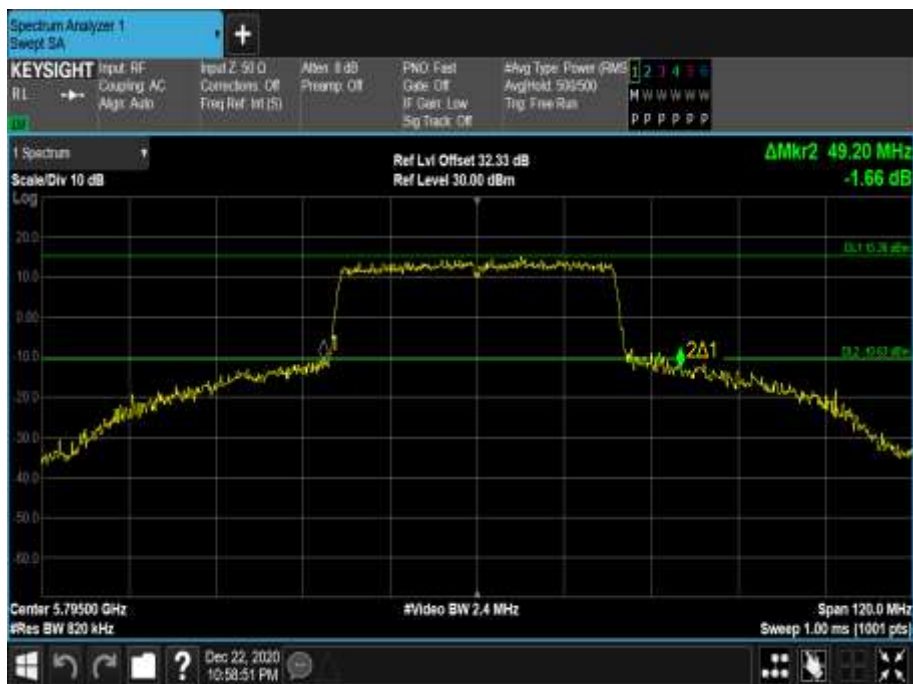 Spectrum Analyzer 1
Swept SA
+
KEYSIGHT Input: RF Input Z: 50 Ω Atten: 8 dB PNO: Fast #Avg Type: Power (RMS 1 2 3 4 5 6
RL Coupling: AC Corrections: Off Preamp: Off Gate: Off Avg|Hold: 500/500 M W W W W W
Align: Auto Freq Ref: Int (S) IF Gain: Low Trig: Free Run
Sig Track: Off P P P P P P
1 Spectrum
Scale/Div 10 dB
Ref Lvl Offset 32.33 dB
Ref Level 30.00 dBm
ΔMkr2 49.20 MHz
-1.66 dB
Log
20.0
10.0
0.00
-10.0
-20.0
-30.0
-40.0
-50.0
-60.0
2Δ1
Center 5.79500 GHz #Video BW 2.4 MHz Span 120.0 MHz
#Res BW 820 kHz Sweep 1.00 ms (1001 pts)
? Dec 22, 2020
10:58:51 PM